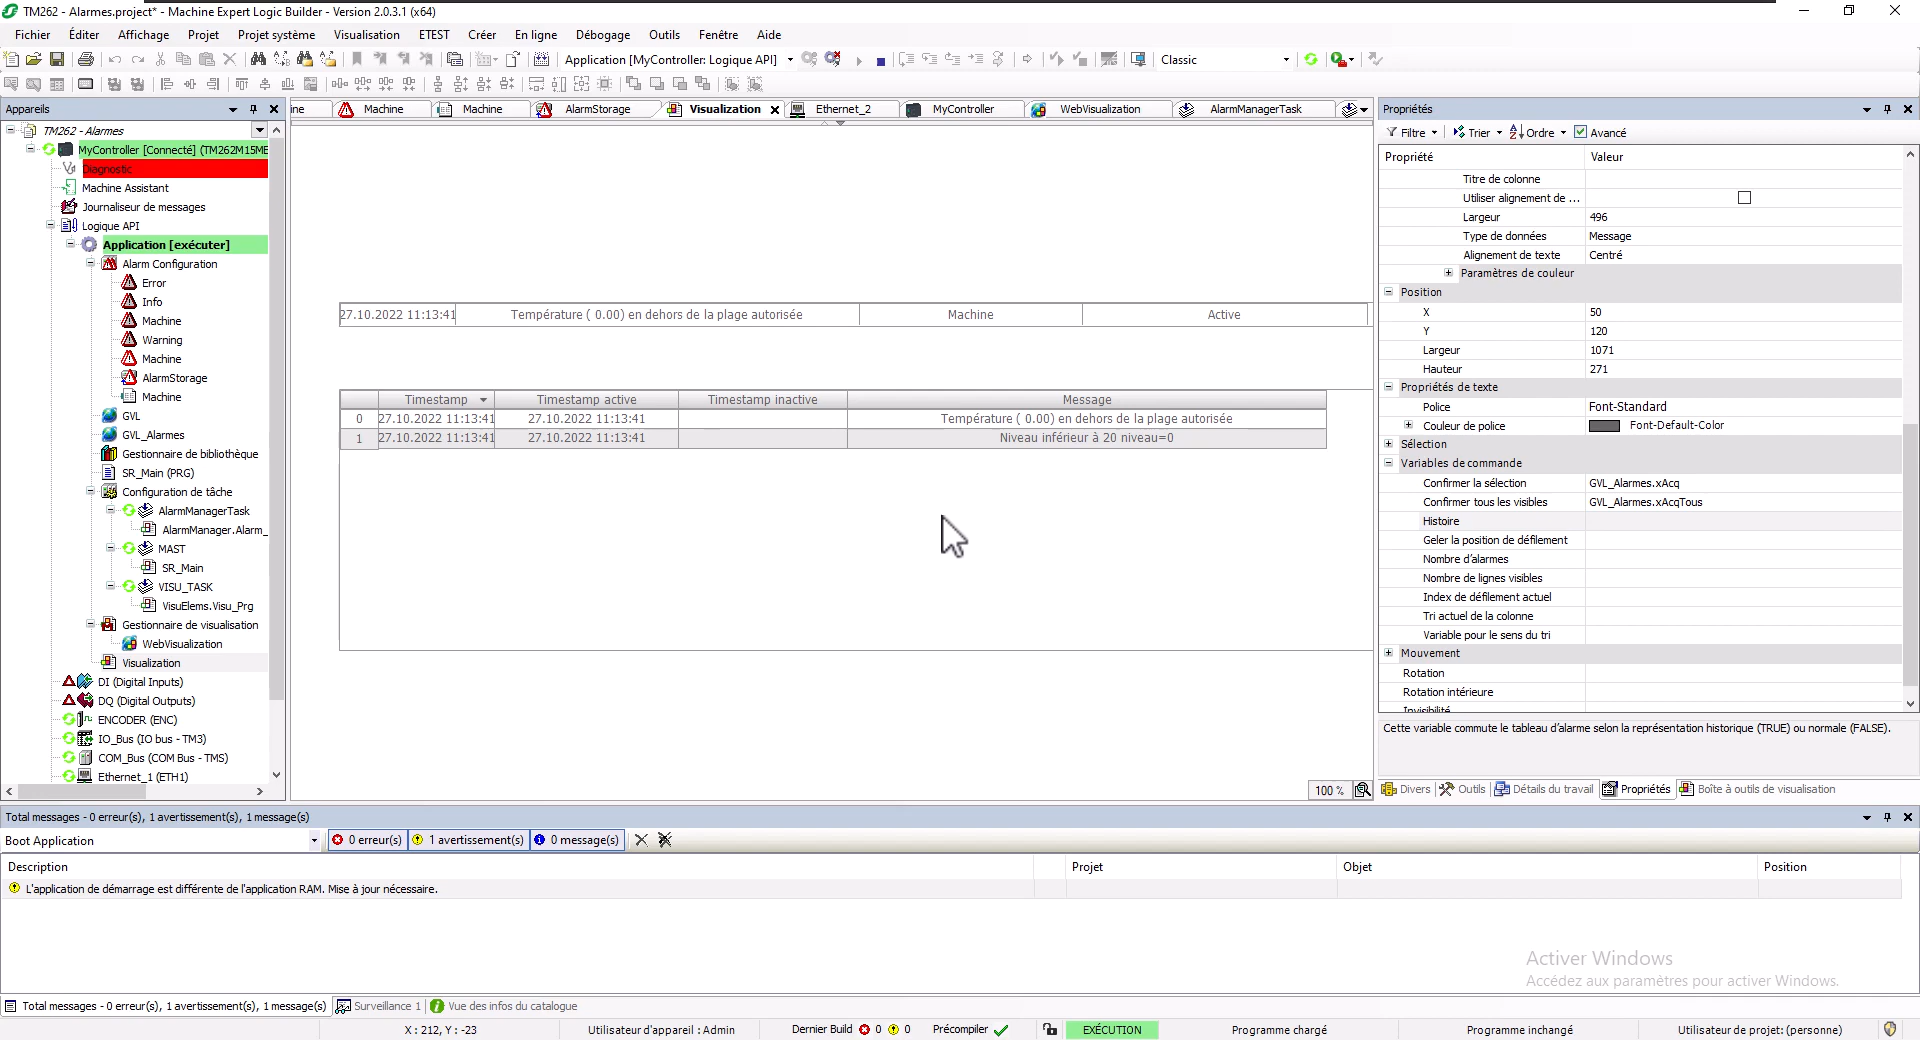 TM262 - Alarmes.project* - Machine Expert Logic Builder - Version 2.0.3.1 (x64)
Fichier Éditer Affichage Projet Projet système Visualisation ETEST Créer En ligne Débogage Outils Fenêtre Aide
Application [MyController: Logique API] Classic
Appareils
Machine Machine AlarmStorage Visualization Ethernet_2 MyController WebVisualization AlarmManagerTask
TM262 - Alarmes
MyController [Connecté] (TM262M15ME
Diagnostic
Machine Assistant
Journaliseur de messages
Logique API
Application [exécuter]
Alarm Configuration
Error
Info
Machine
Warning
Machine
AlarmStorage
Machine
GVL
GVL_Alarmes
Gestionnaire de bibliothèque
SR_Main (PRG)
Configuration de tâche
AlarmManagerTask
AlarmManager.Alarm_
MAST
SR_Main
VISU_TASK
VisuElems.Visu_Prg
Gestionnaire de visualisation
WebVisualization
Visualization
DI (Digital Inputs)
DQ (Digital Outputs)
ENCODER (ENC)
IO_Bus (IO bus - TM3)
COM_Bus (COM Bus - TMS)
Ethernet_1 (ETH1)
27.10.2022 11:13:41 Température ( 0.00) en dehors de la plage autorisée Machine Active
Timestamp Timestamp active Timestamp inactive Message
0 27.10.2022 11:13:41 27.10.2022 11:13:41 Température ( 0.00) en dehors de la plage autorisée
1 27.10.2022 11:13:41 27.10.2022 11:13:41 Niveau inférieur à 20 niveau=0
100 %
Propriétés
Filtre Trier Ordre Avancé
Propriété Valeur
Titre de colonne
Utiliser alignement de ...
Largeur 496
Type de données Message
Alignement de texte Centré
Paramètres de couleur
Position
X 50
Y 120
Largeur 1071
Hauteur 271
Propriétés de texte
Police Font-Standard
Couleur de police Font-Default-Color
Sélection
Variables de commande
Confirmer la sélection GVL_Alarmes.xAcq
Confirmer tous les visibles GVL_Alarmes.xAcqTous
Histoire
Geler la position de défilement
Nombre d'alarmes
Nombre de lignes visibles
Index de défilement actuel
Tri actuel de la colonne
Variable pour le sens du tri
Mouvement
Rotation
Rotation intérieure
Invisibilité
Cette variable commute le tableau d'alarme selon la représentation historique (TRUE) ou normale (FALSE).
Divers Outils Détails du travail Propriétés Boîte à outils de visualisation
Total messages - 0 erreur(s), 1 avertissement(s), 1 message(s)
Boot Application 0 erreur(s) 1 avertissement(s) 0 message(s)
Description Projet Objet Position
L'application de démarrage est différente de l'application RAM. Mise à jour nécessaire.
Activer Windows
Accédez aux paramètres pour activer Windows.
Total messages - 0 erreur(s), 1 avertissement(s), 1 message(s) Surveillance 1 Vue des infos du catalogue
X : 212, Y : -23 Utilisateur d'appareil : Admin Dernier Build 0 0 Précompiler EXÉCUTION Programme chargé Programme inchangé Utilisateur de projet: (personne)